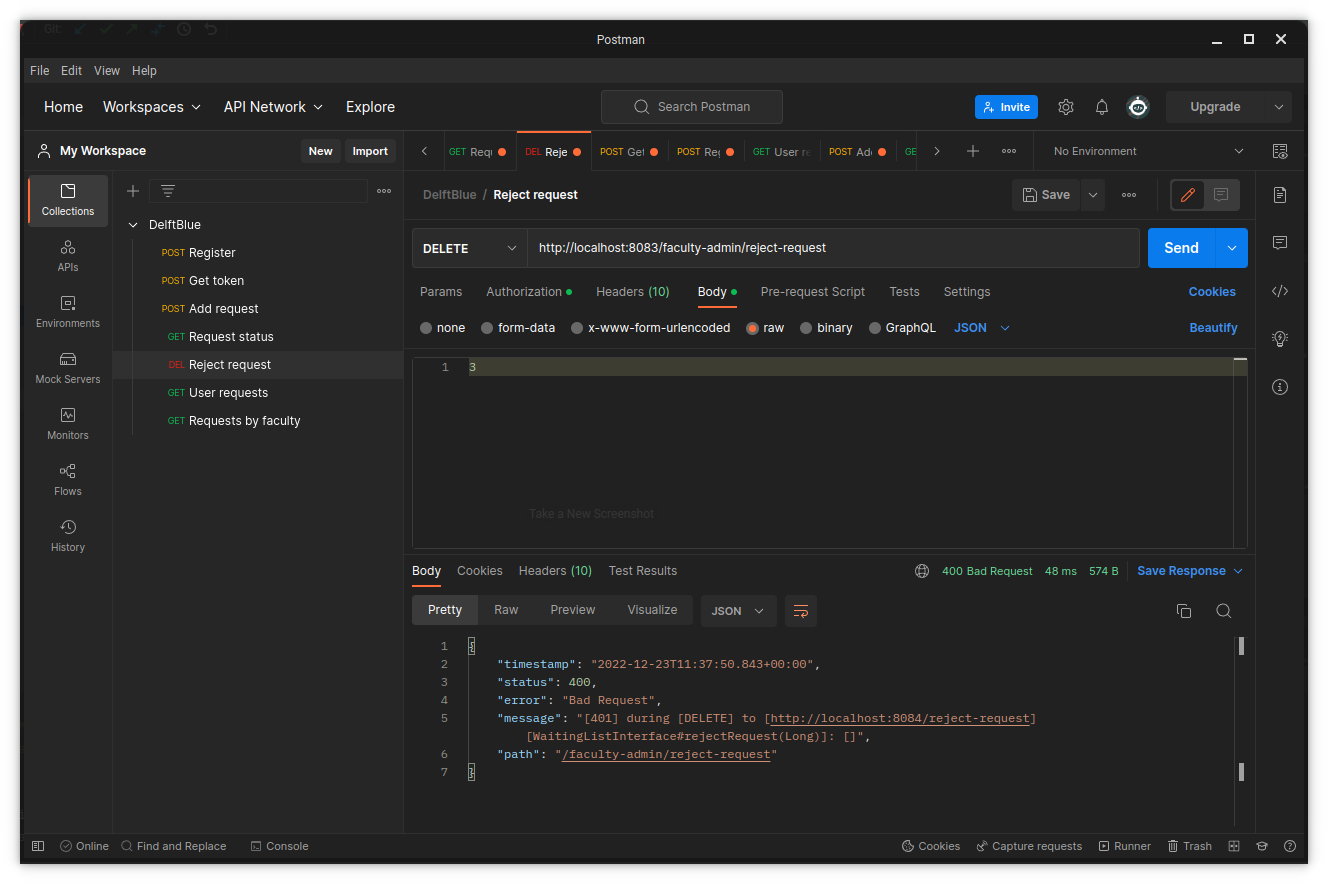 Git:
Postman
File Edit View Help
Home Workspaces API Network Explore Search Postman Invite Upgrade
My Workspace New Import
GET Requ DEL Reje POST Get POST Reg GET User re POST Add GE No Environment
Collections
APIs
Environments
Mock Servers
Monitors
Flows
History
DelftBlue
POST Register
POST Get token
POST Add request
GET Request status
DEL Reject request
GET User requests
GET Requests by faculty
DelftBlue / Reject request Save
DELETE http://localhost:8083/faculty-admin/reject-request Send
Params Authorization Headers (10) Body Pre-request Script Tests Settings Cookies
none form-data x-www-form-urlencoded raw binary GraphQL JSON Beautify
1 3
Take a New Screenshot
Body Cookies Headers (10) Test Results 400 Bad Request 48 ms 574 B Save Response
Pretty Raw Preview Visualize JSON
1 {
2 "timestamp": "2022-12-23T11:37:50.843+00:00",
3 "status": 400,
4 "error": "Bad Request",
5 "message": "[401] during [DELETE] to [http://localhost:8084/reject-request]
[WaitingListInterface#rejectRequest(Long)]: []",
6 "path": "/faculty-admin/reject-request"
7 }
Online Find and Replace Console Cookies Capture requests Runner Trash